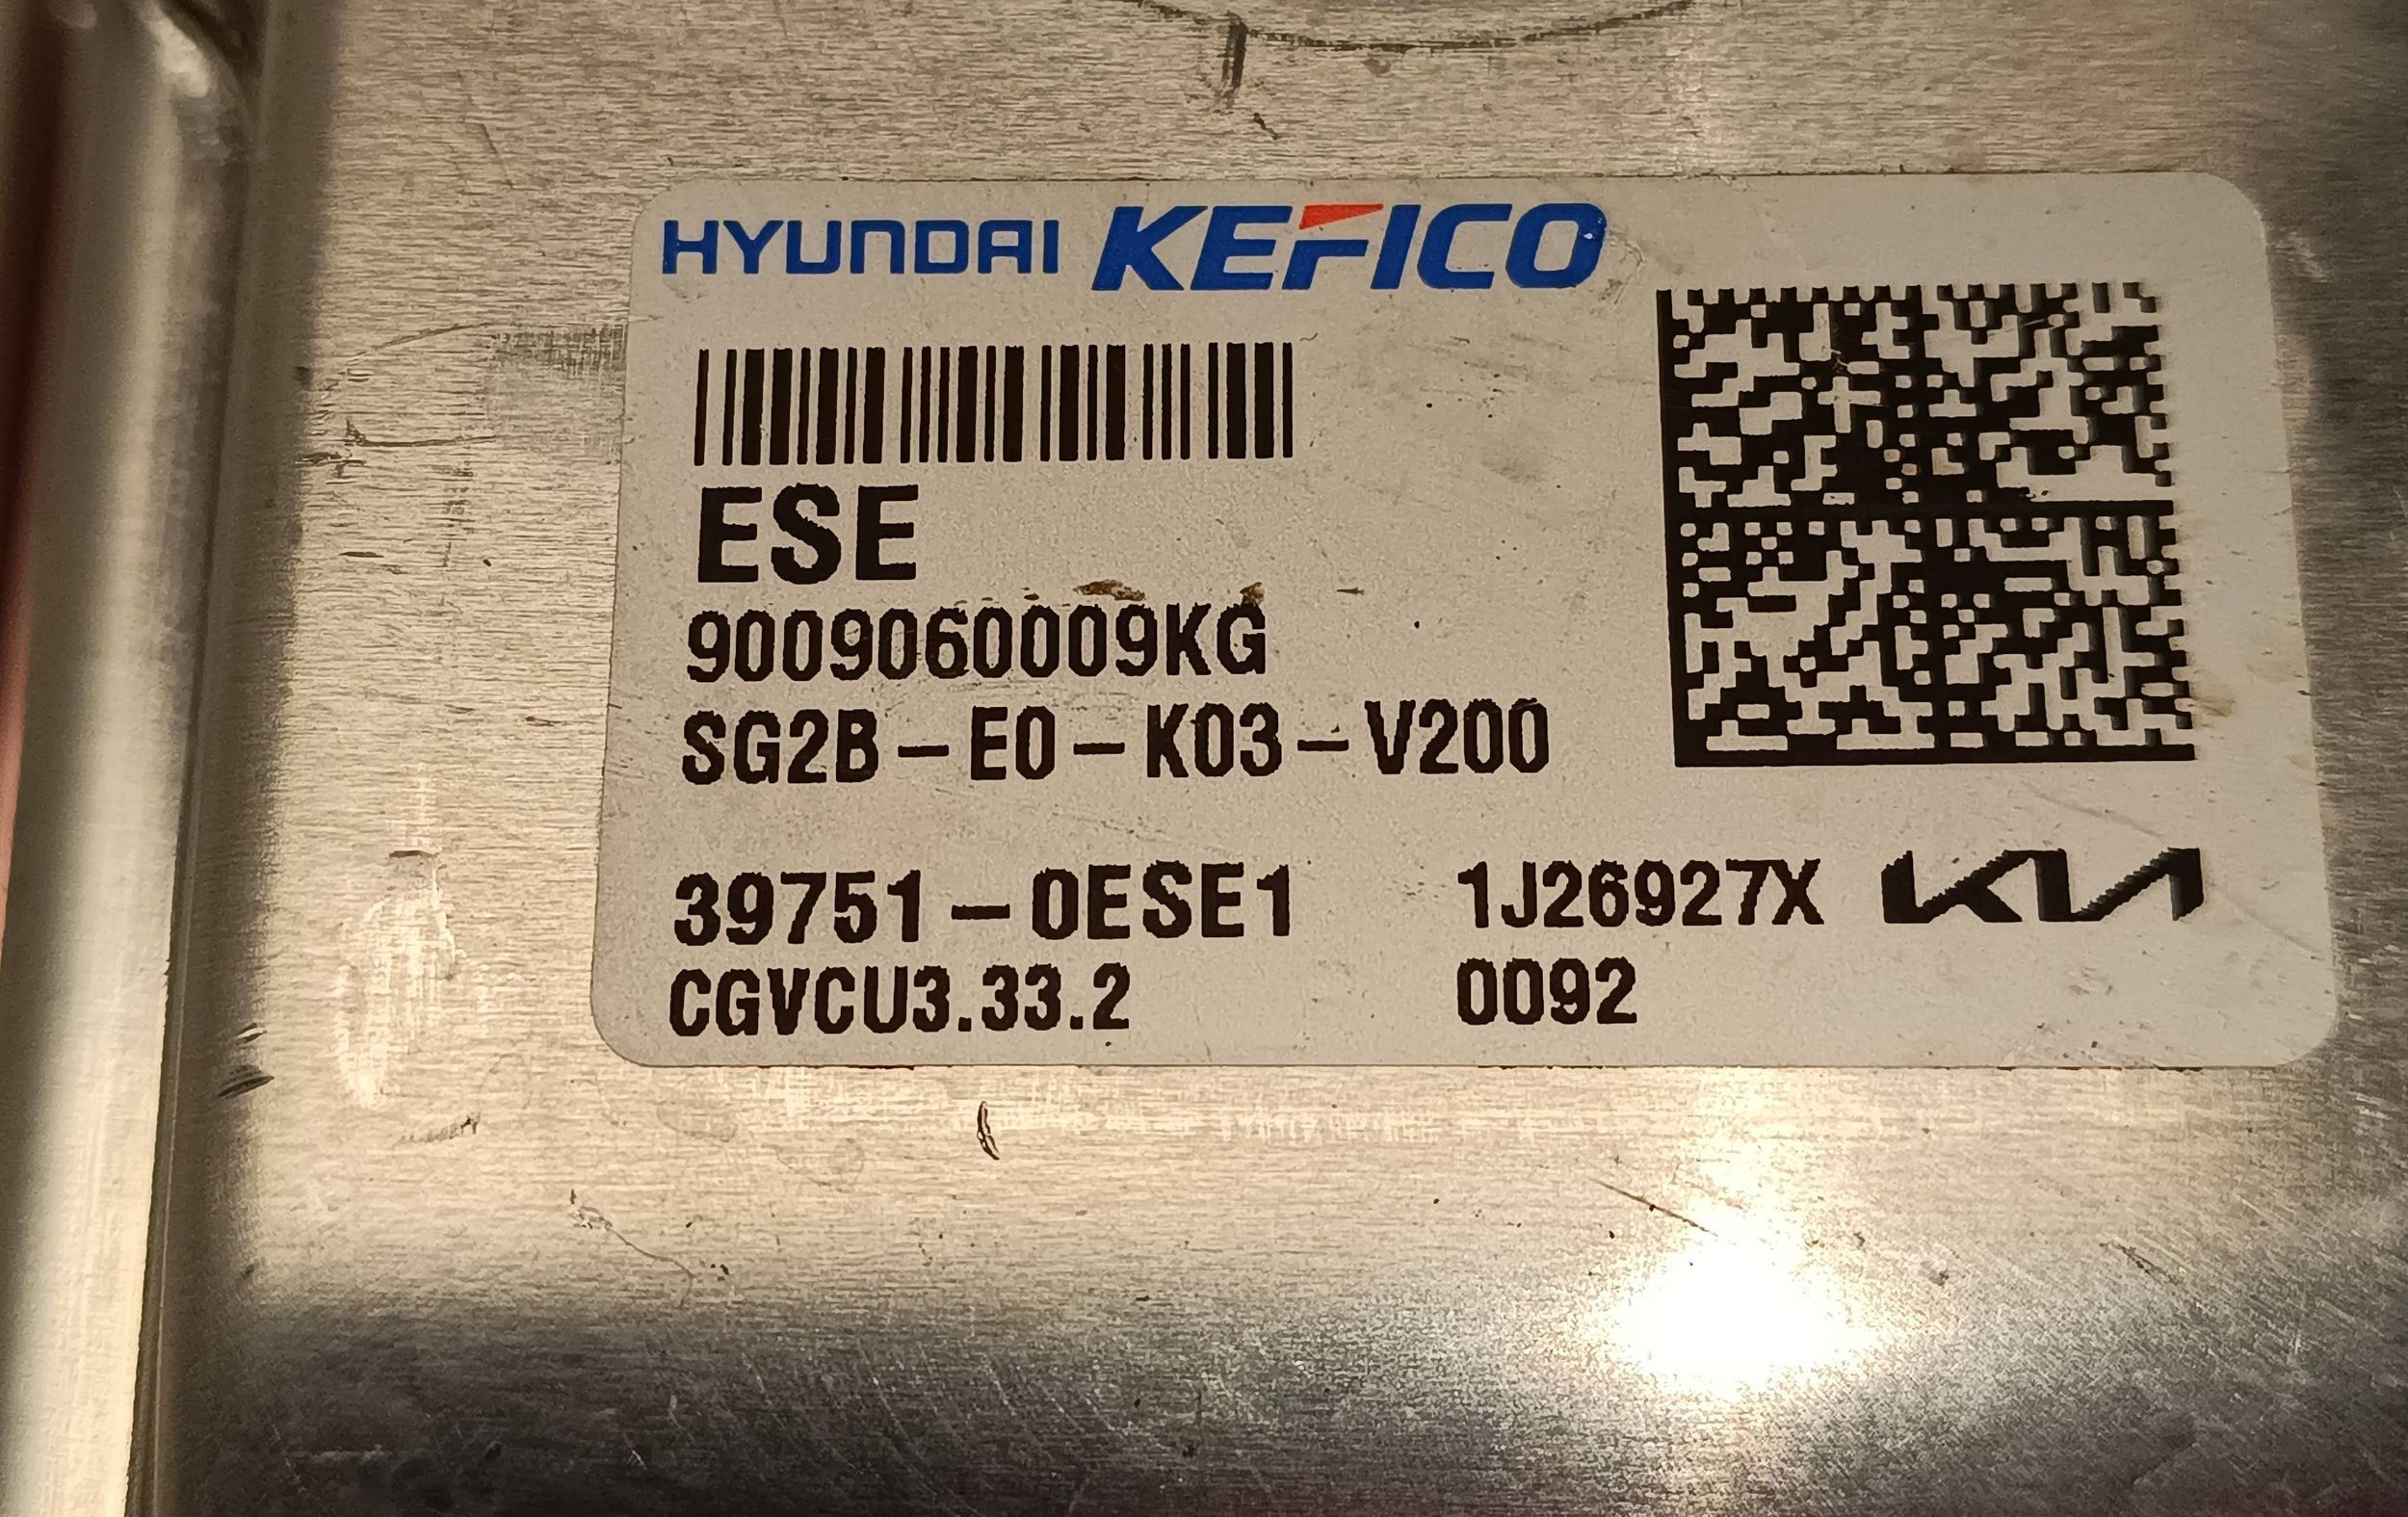 HYUNDAI KEFICO
ESE
9009060009KG
SG2B-E0-K03-V200
39751-0ESE1 1J26927X KIA
CGVCU3.33.2 0092